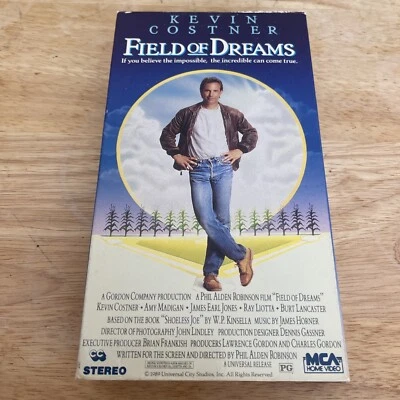 KEVIN
COSTNER
FIELD OF DREAMS
If you believe the impossible, the incredible can come true.
A GORDON COMPANY PRODUCTION A PHIL ALDEN ROBINSON FILM "FIELD OF DREAMS"
KEVIN COSTNER • AMY MADIGAN • JAMES EARL JONES • RAY LIOTTA • BURT LANCASTER
BASED ON THE BOOK "SHOELESS JOE" BY W.P. KINSELLA MUSIC BY JAMES HORNER
DIRECTOR OF PHOTOGRAPHY JOHN LINDLEY PRODUCTION DESIGNER DENNIS GASSNER
EXECUTIVE PRODUCER BRIAN FRANKISH PRODUCERS LAWRENCE GORDON AND CHARLES GORDON
WRITTEN FOR THE SCREEN AND DIRECTED BY PHIL ALDEN ROBINSON
A UNIVERSAL RELEASE
PG
STEREO
© 1989 Universal City Studios, Inc. All Rights Reserved.
MCA
HOME VIDEO